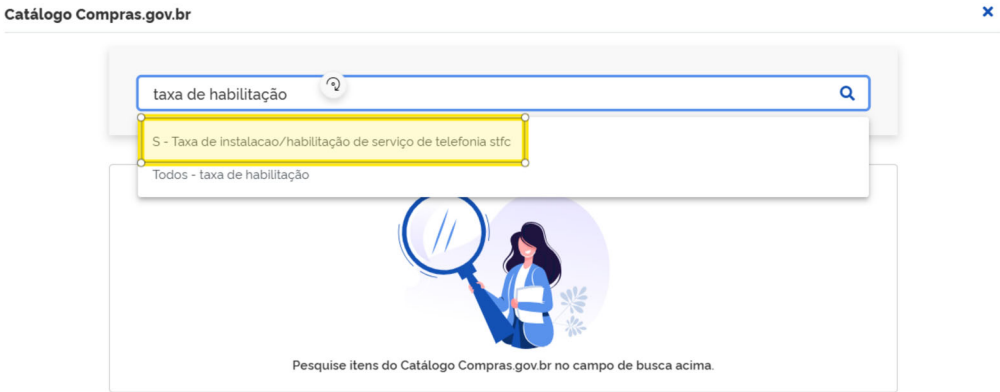 Catálogo Compras.gov.br
taxa de habilitação
S - Taxa de instalacao/habilitação de serviço de telefonia stfc
Todos - taxa de habilitação
Pesquise itens do Catálogo Compras.gov.br no campo de busca acima.